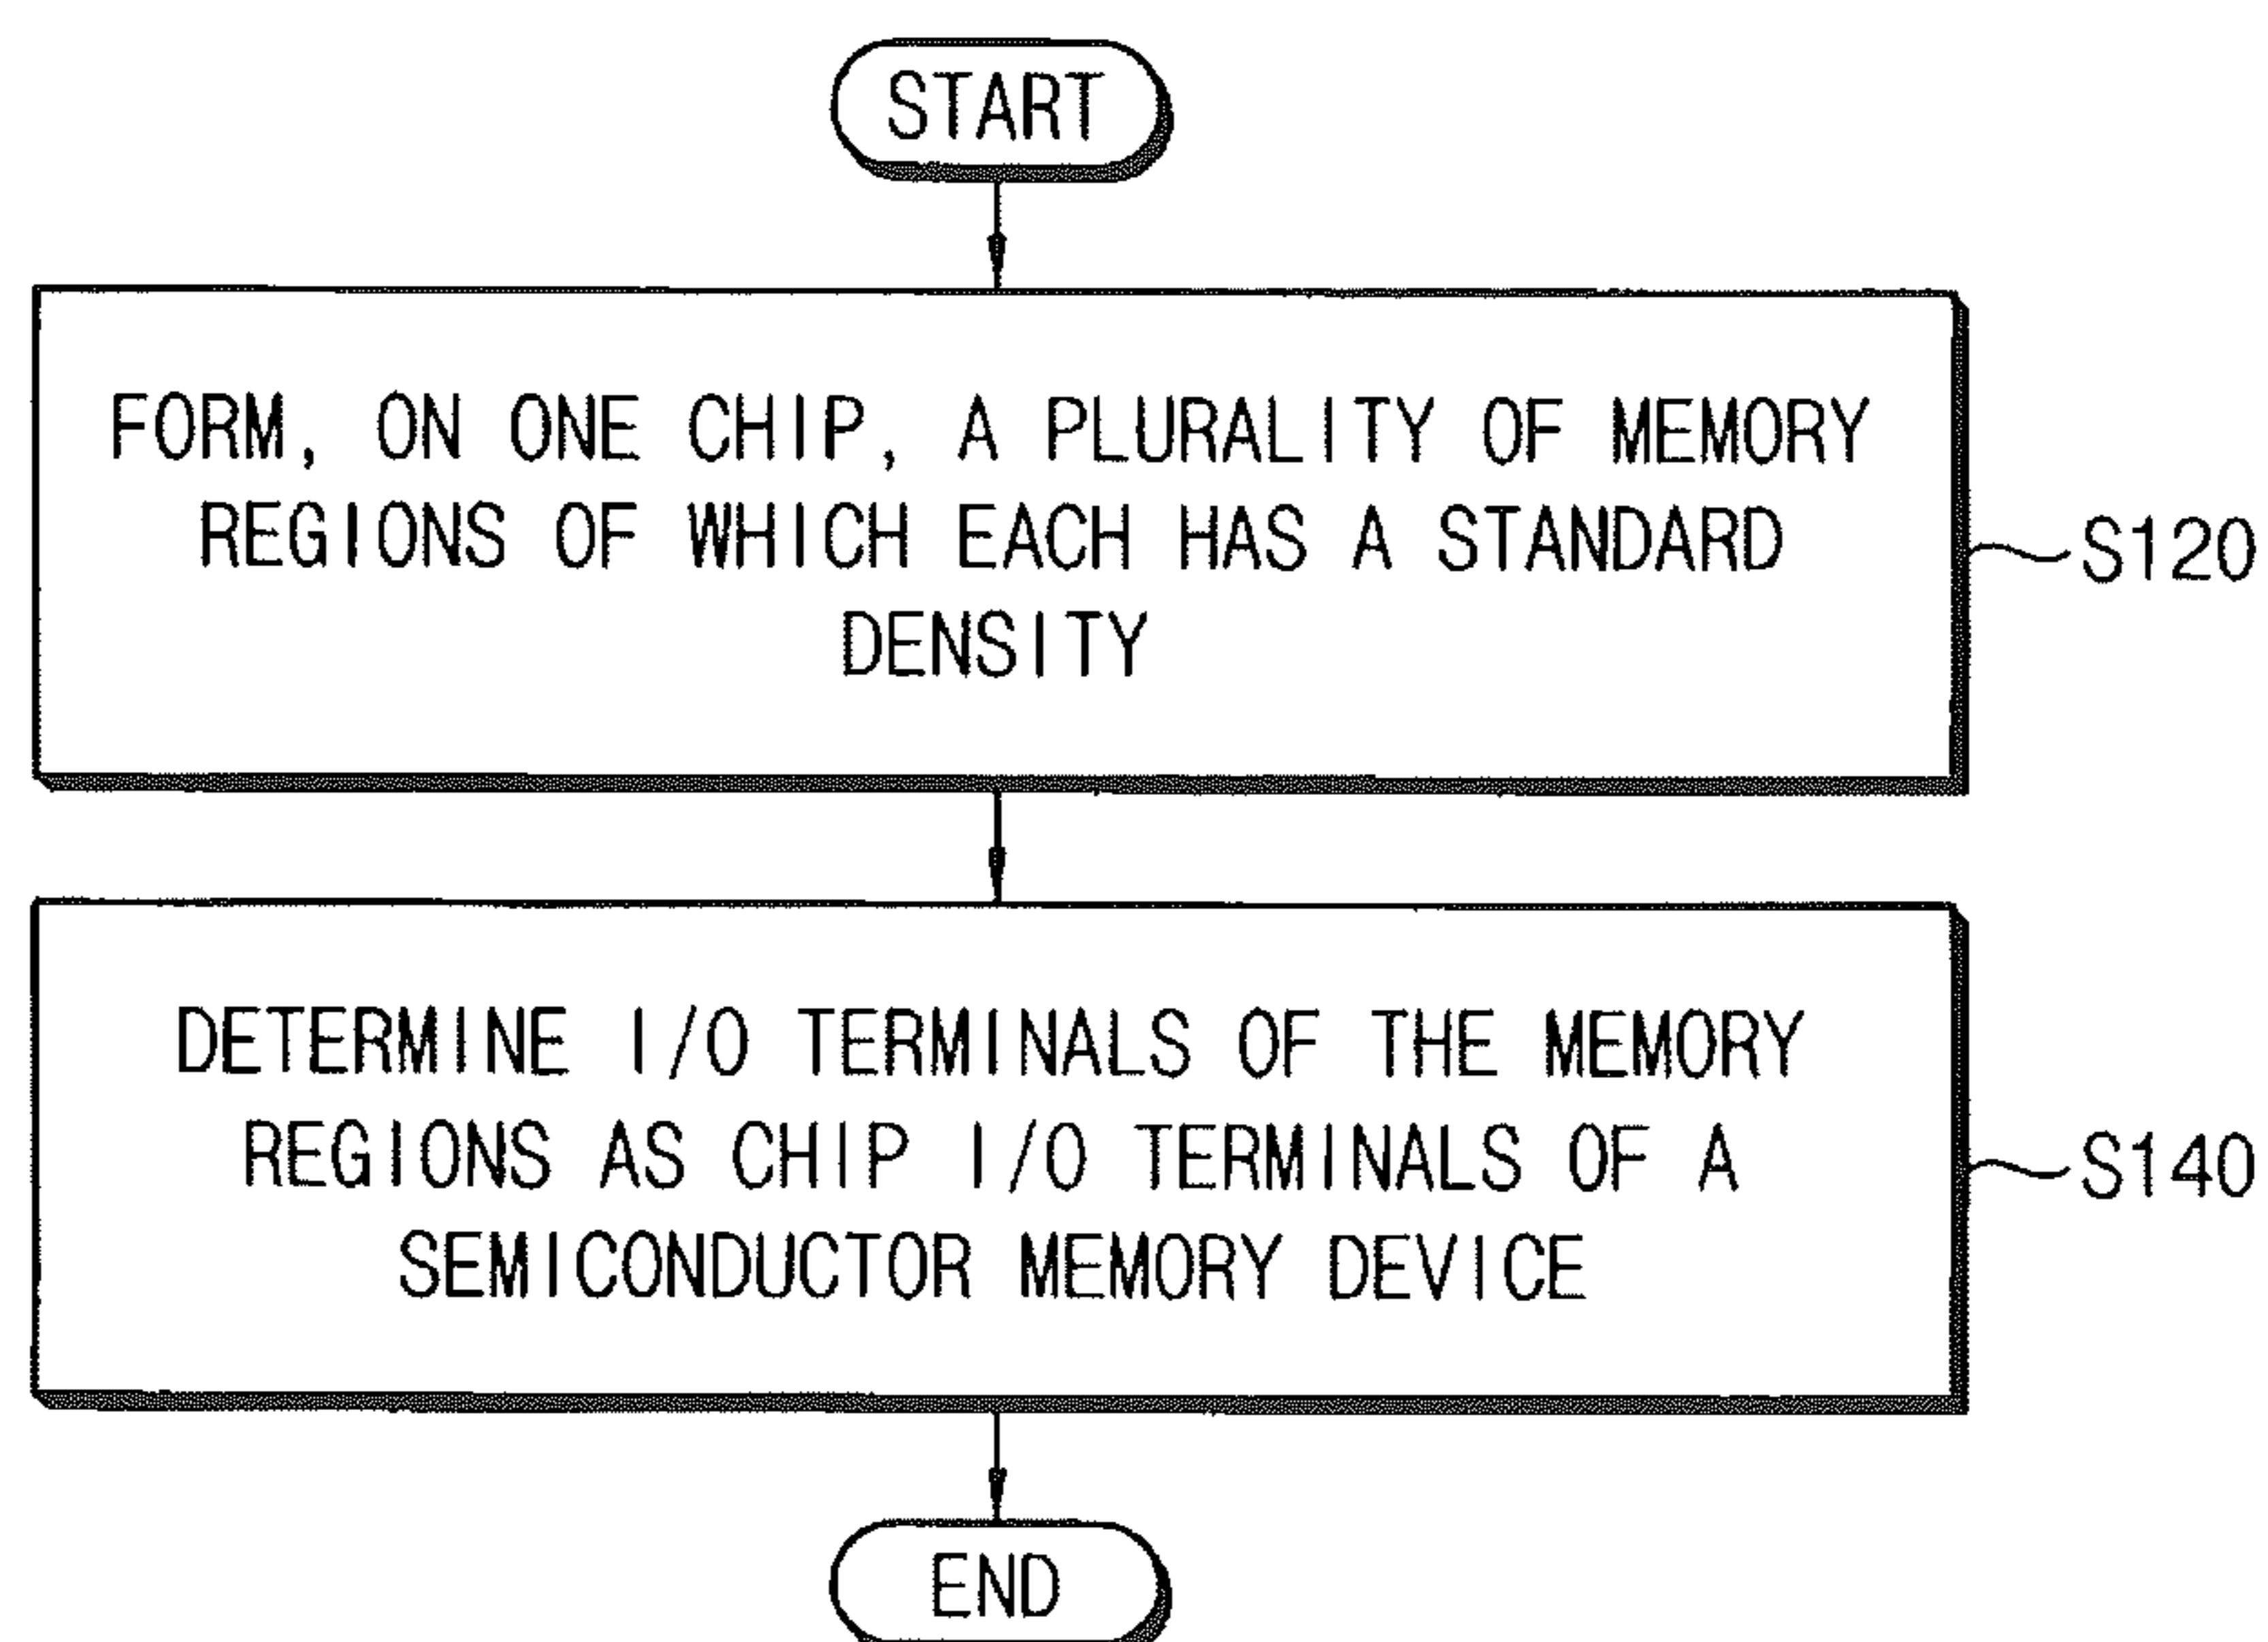 START
FORM, ON ONE CHIP, A PLURALITY OF MEMORY
REGIONS OF WHICH EACH HAS A STANDARD
DENSITY
S120
DETERMINE I/O TERMINALS OF THE MEMORY
REGIONS AS CHIP I/O TERMINALS OF A
SEMICONDUCTOR MEMORY DEVICE
S140
END